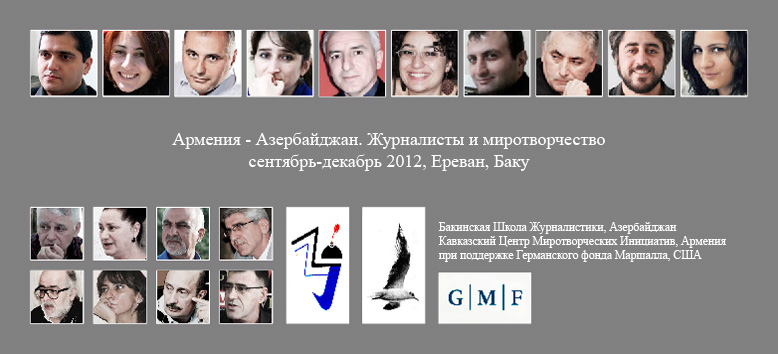 Армения - Азербайджан. Журналисты и миротворчество
сентябрь-декабрь 2012, Ереван, Баку
Бакинская Школа Журналистики, Азербайджан
Кавказский Центр Миротворческих Инициатив, Армения
при поддержке Германского фонда Маршалла, США
G | M | F